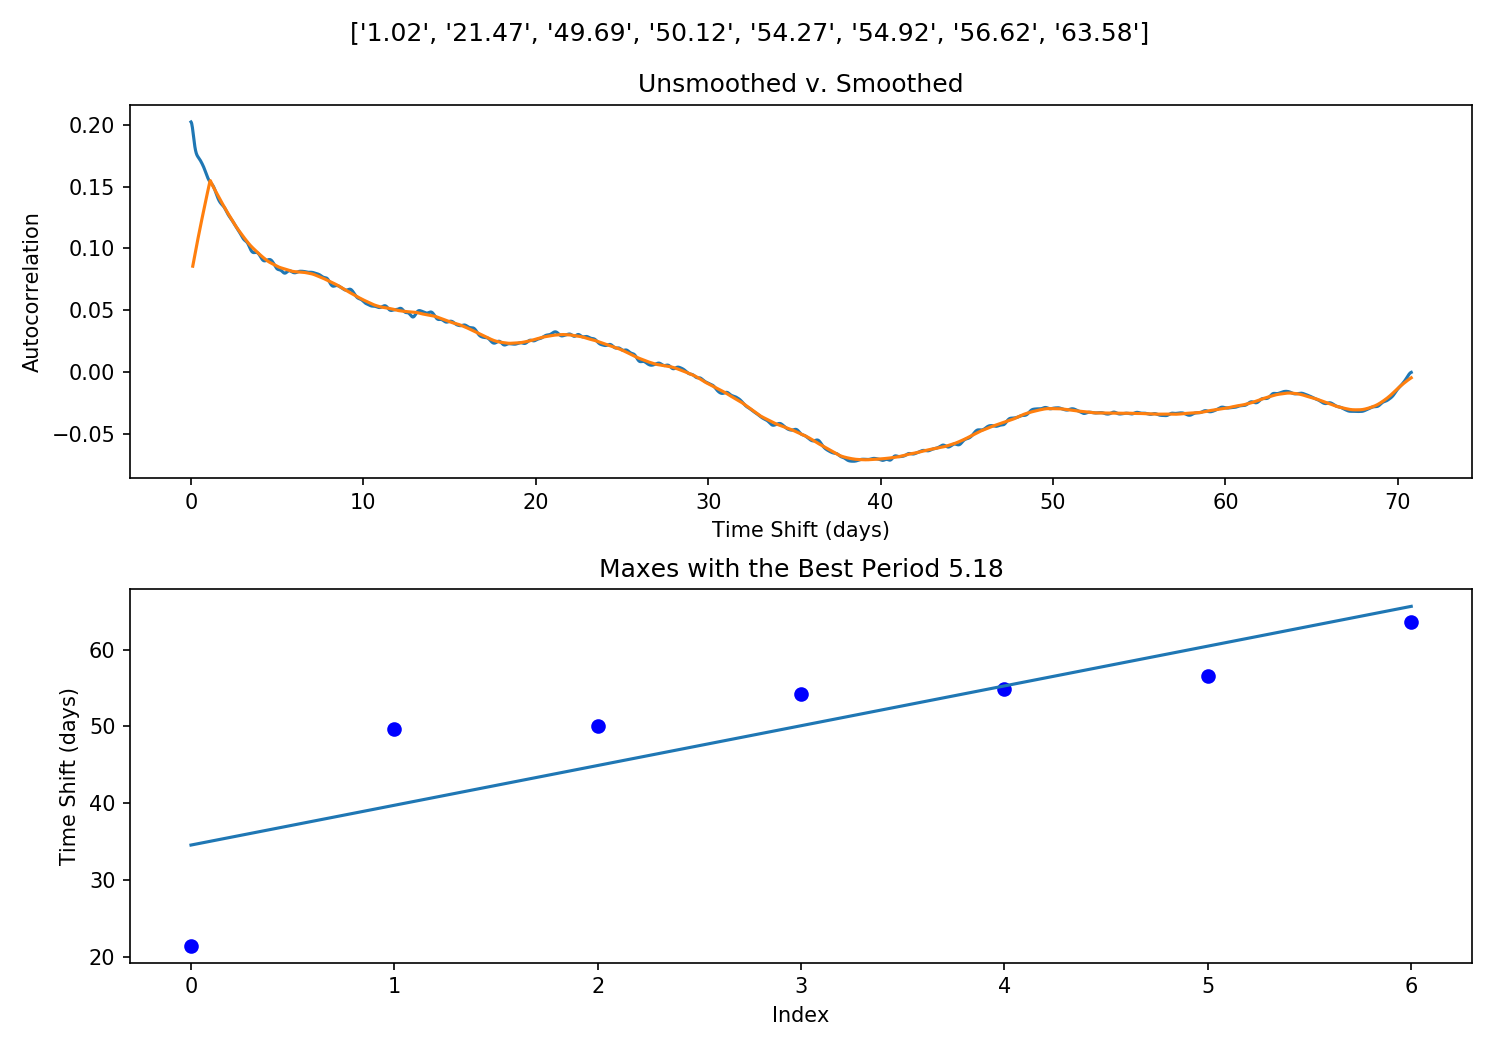 ['1.02', '21.47', '49.69', '50.12', '54.27', '54.92', '56.62', '63.58']
Unsmoothed v. Smoothed
Autocorrelation
0.20
0.15
0.10
0.05
0.00
−0.05
0 10 20 30 40 50 60 70
Time Shift (days)
Maxes with the Best Period 5.18
Time Shift (days)
60
50
40
30
20
0 1 2 3 4 5 6
Index